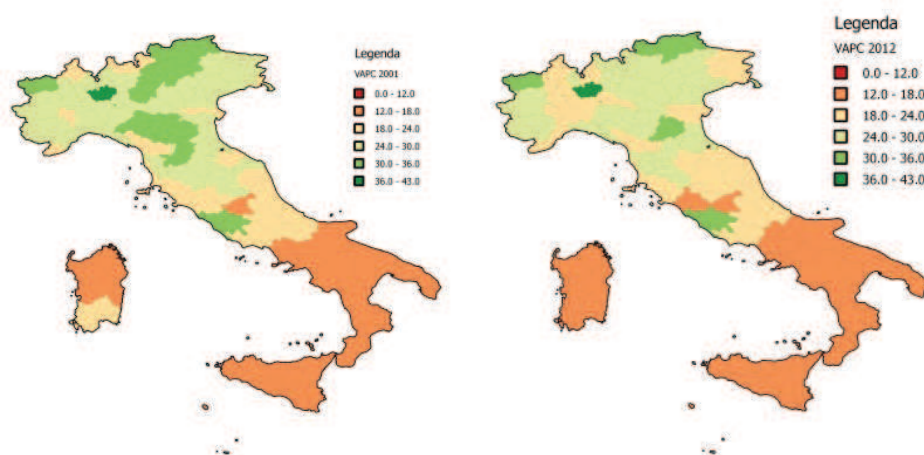 Legenda
VAPC 2001
0.0 - 12.0
12.0 - 18.0
18.0 - 24.0
24.0 - 30.0
30.0 - 36.0
36.0 - 43.0
Legenda
VAPC 2012
0.0 - 12.0
12.0 - 18.0
18.0 - 24.0
24.0 - 30.0
30.0 - 36.0
36.0 - 43.0